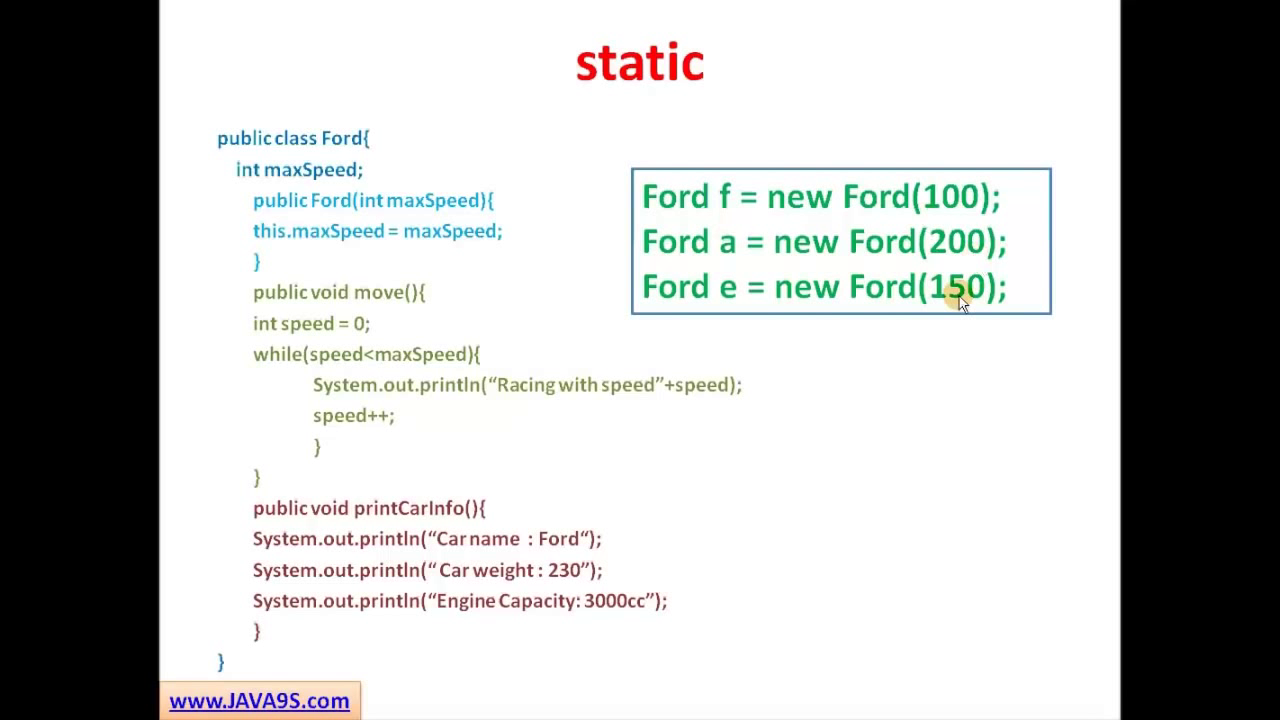 static
public class Ford{
int maxSpeed;
public Ford(int maxSpeed){
this.maxSpeed = maxSpeed;
}
public void move(){
int speed = 0;
while(speed<maxSpeed){
System.out.println(“Racing with speed”+speed);
speed++;
}
}
public void printCarInfo(){
System.out.println(“Car name : Ford“);
System.out.println(“ Car weight : 230”);
System.out.println(“Engine Capacity: 3000cc”);
}
}
Ford f = new Ford(100);
Ford a = new Ford(200);
Ford e = new Ford(150);
www.JAVA9S.com